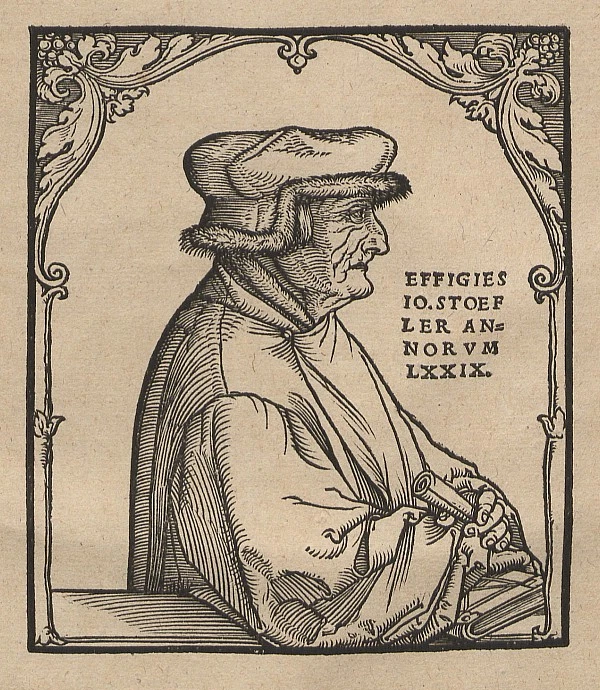 EFFIGIES
IO. STOEF
LER AN=
NORVM
LXXIX.